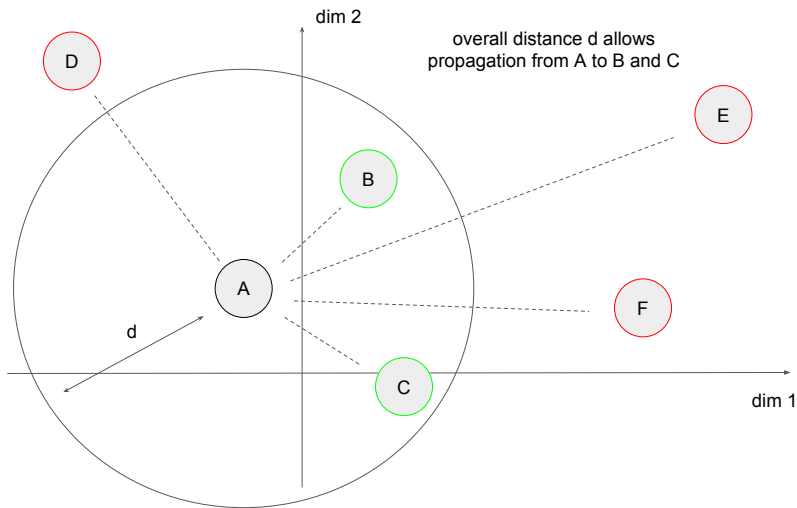 dim 2
overall distance d allows
propagation from A to B and C
D
E
B
A
F
d
C
dim 1